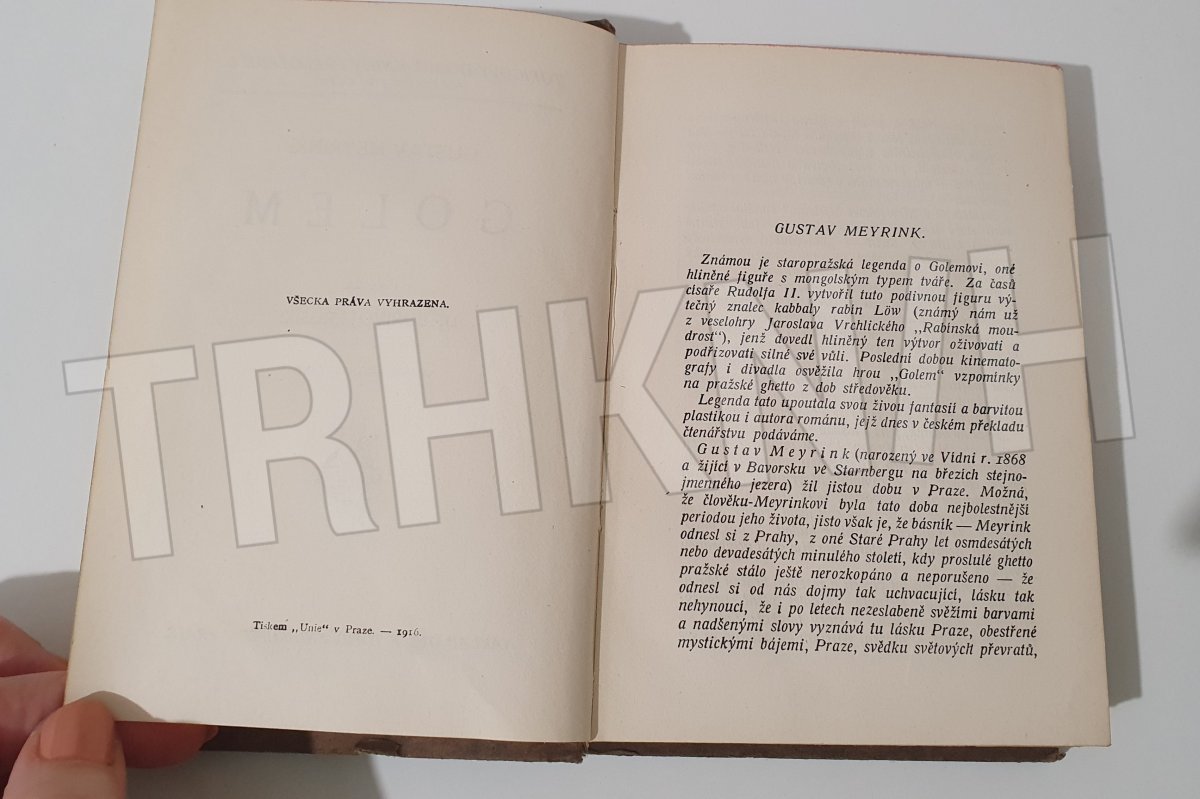 VŠECKA PRÁVA VYHRAZENA.
Tiskem „Unie“ v Praze. — 1916.
GOLEM
GUSTAV MEYRINK.
Známou je staropražská legenda o Golemovi, oné
hliněné figuře s mongolským typem tváře. Za časů
císaře Rudolfa II. vytvořil tuto podivnou figuru vý-
tečný znalec kabbaly rabín Löw (známý nám už
z veselohry Jaroslava Vrchlického „Rabínská mou-
drost“), jenž dovedl hliněný ten výtvor oživovati a
podřizovati silné své vůli. Poslední dobou kinemato-
grafy i divadla osvěžila hrou „Golem“ vzpomínky
na pražské ghetto z dob středověku.
Legenda tato upoutala svou živou fantasií a barvitou
plastikou i autora románu, jejž dnes v českém překladu
čtenářstvu podáváme.
Gustav Meyrink (narozený ve Vídni r. 1868
a žijící v Bavorsku ve Starnbergu na březích stejno-
jmenného jezera) žil jistou dobu v Praze. Možná,
že člověku-Meyrinkovi byla tato doba nejbolestnější
periodou jeho života, jisto však je, že básník — Meyrink
odnesl si z Prahy, z oné Staré Prahy let osmdesátých
nebo devadesátých minulého století, kdy proslulé ghetto
pražské stálo ještě nerozkopáno a neporušeno — že
odnesl si od nás dojmy tak uchvacující, lásku tak
nehynoucí, že i po letech nezeslabeně svěžími barvami
a nadšenými slovy vyznává tu lásku Praze, obestřené
mystickými bájemi, Praze, svědku světových převratů,
TRHKNIH